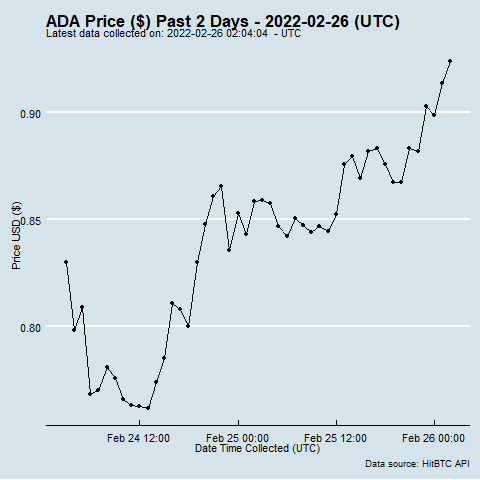 ADA Price ($) Past 2 Days - 2022-02-26 (UTC)
Latest data collected on: 2022-02-26 02:04:04 - UTC
0.90
0.85
0.80
Price USD ($)
Feb 24 12:00 Feb 25 00:00 Feb 25 12:00 Feb 26 00:00
Date Time Collected (UTC)
Data source: HitBTC API